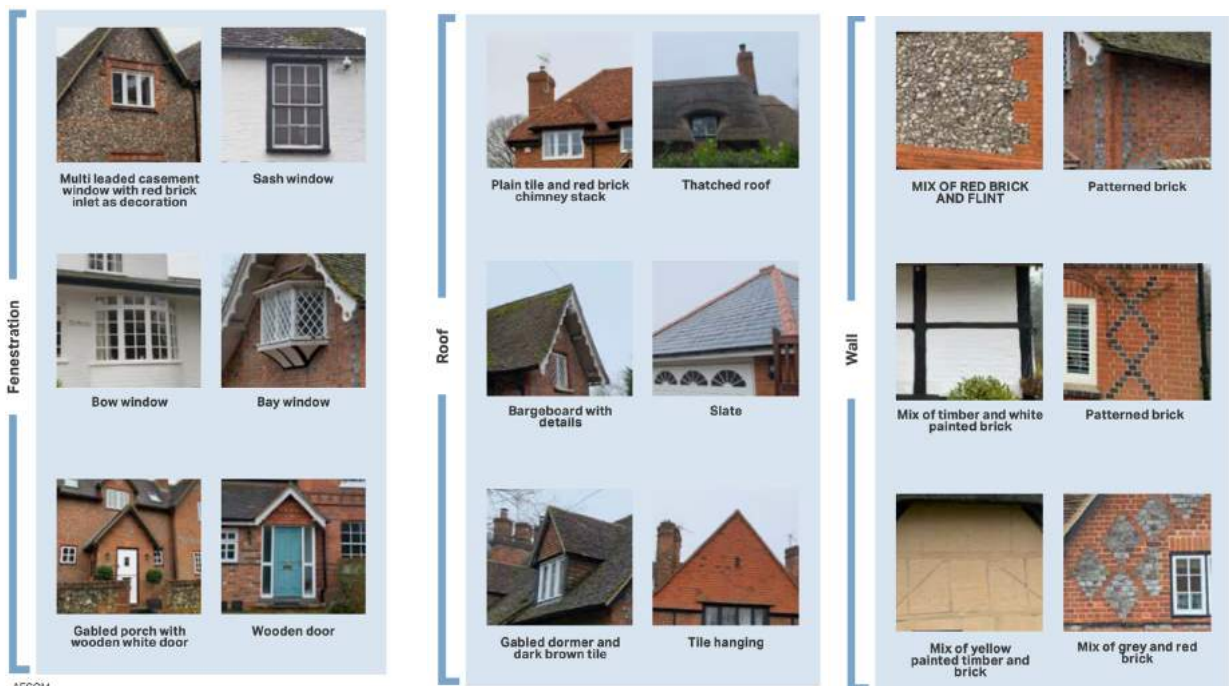 Fenestration
Multi leaded casement
window with red brick
inlet as decoration
Sash window
Bow window
Bay window
Gabled porch with
wooden white door
Wooden door
Roof
Plain tile and red brick
chimney stack
Thatched roof
Bargeboard with
details
Slate
Gabled dormer and
dark brown tile
Tile hanging
Wall
MIX OF RED BRICK
AND FLINT
Patterned brick
Mix of timber and white
painted brick
Patterned brick
Mix of yellow
painted timber and
brick
Mix of grey and red
brick
AECOM